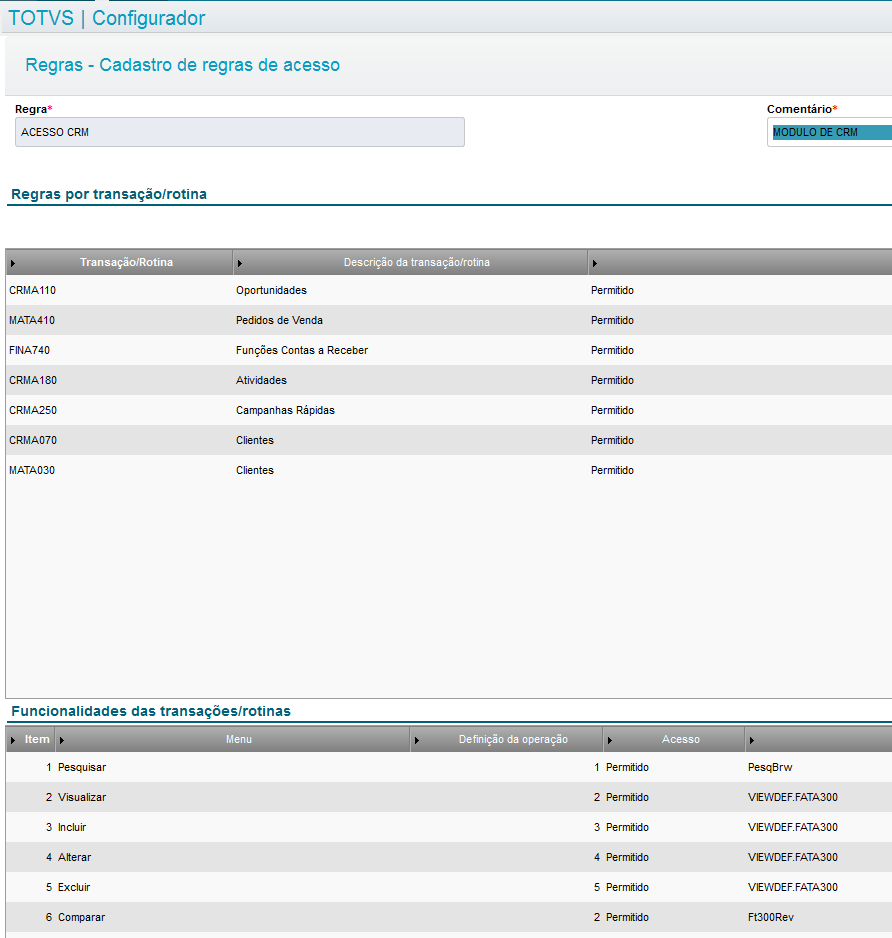 TOTVS | Configurador
Regras - Cadastro de regras de acesso
Regra* Comentário*
ACESSO CRM MODULO DE CRM
Regras por transação/rotina
Transação/Rotina Descrição da transação/rotina
CRMA110 Oportunidades Permitido
MATA410 Pedidos de Venda Permitido
FINA740 Funções Contas a Receber Permitido
CRMA180 Atividades Permitido
CRMA250 Campanhas Rápidas Permitido
CRMA070 Clientes Permitido
MATA030 Clientes Permitido
Funcionalidades das transações/rotinas
Item Menu Definição da operação Acesso
1 Pesquisar 1 Permitido PesqBrw
2 Visualizar 2 Permitido VIEWDEF.FATA300
3 Incluir 3 Permitido VIEWDEF.FATA300
4 Alterar 4 Permitido VIEWDEF.FATA300
5 Excluir 5 Permitido VIEWDEF.FATA300
6 Comparar 2 Permitido Ft300Rev